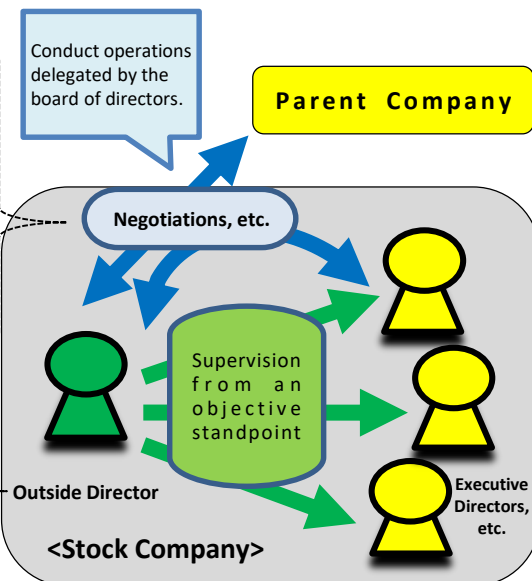 Conduct operations
delegated by the
board of directors.
Parent Company
Negotiations, etc.
Supervision
from an
objective
standpoint
Outside Director
Executive
Directors,
etc.
<Stock Company>